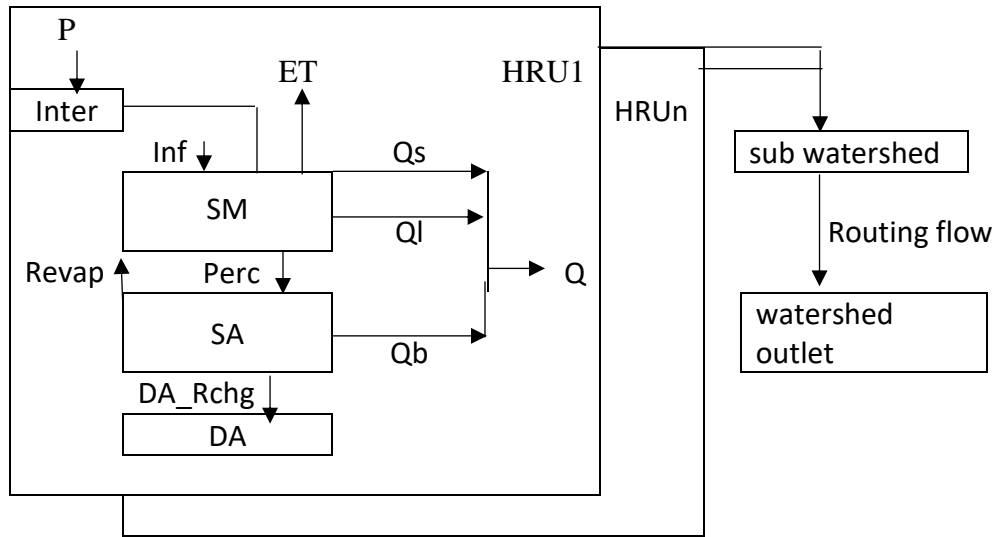 P
ET
HRU1
Inter
HRUn
Inf
Qs
sub watershed
SM
Ql
Routing flow
Revap
Perc
Q
SA
Qb
watershed
outlet
DA_Rchg
DA